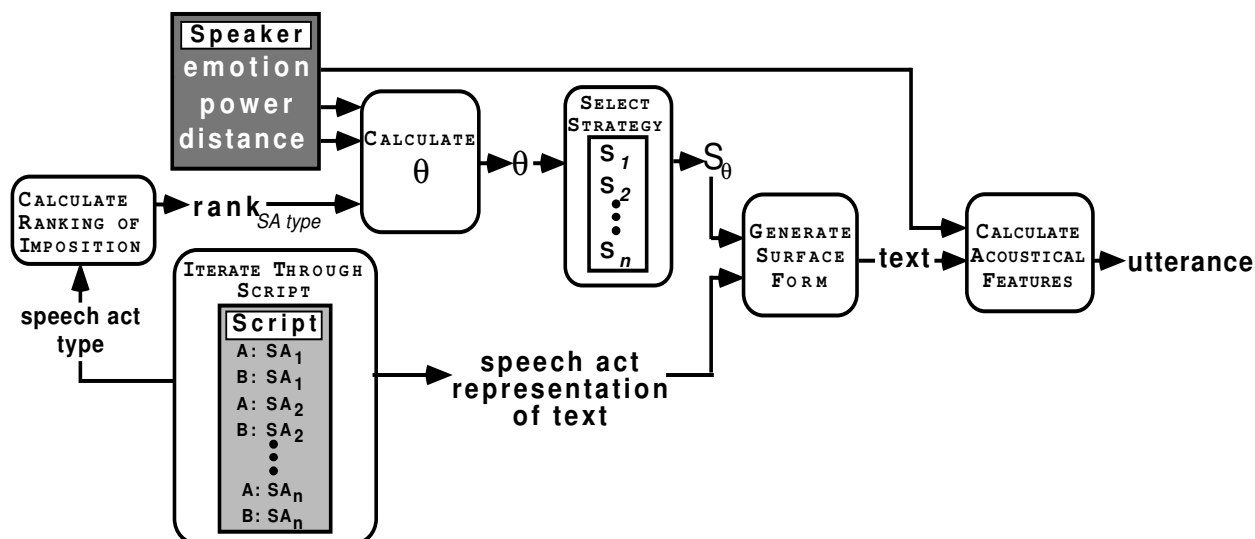 Speaker
emotion
power
distance
CALCULATE
θ
θ
SELECT
STRATEGY
S1
S2
Sn
Sθ
CALCULATE
RANKING OF
IMPOSITION
rank SA type
speech act
type
ITERATE THROUGH
SCRIPT
Script
A: SA1
B: SA1
A: SA2
B: SA2
A: SAn
B: SAn
speech act
representation
of text
GENERATE
SURFACE
FORM
text
CALCULATE
ACOUSTICAL
FEATURES
utterance